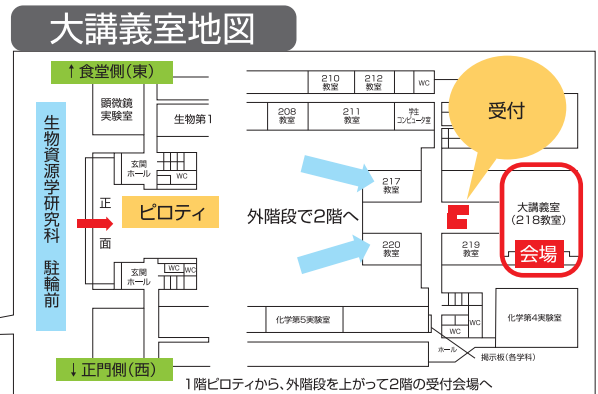 大講義室地図
↑食堂側(東)
顕微鏡
実験室
生物第1
生物資源学研究科 駐輪前
玄関
ホール
WC
正面
ピロティ
玄関
ホール
WC
WC
↓正門側(西)
210
教室
212
教室
WC
208
教室
211
教室
学生
コンピュータ室
受付
217
教室
外階段で2階へ
220
教室
219
教室
大講義室
(218教室)
会場
化学第5実験室
WC
WC
ホール
化学第4実験室
掲示板(各学科)
1階ピロティから、外階段を上がって2階の受付会場へ